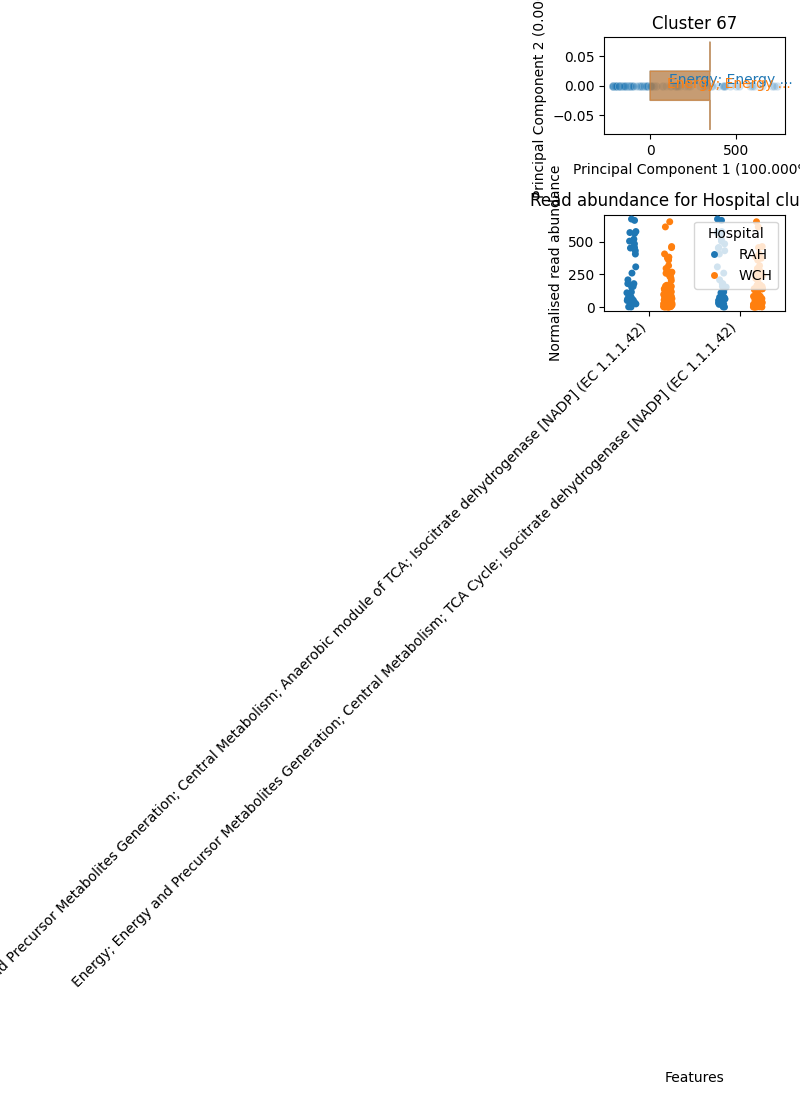 Cluster 67
Principal Component 2 (0.00
0.05
0.00
−0.05
Energy; Energy ...
Energy; Energy ...
0
500
Principal Component 1 (100.000%
Read abundance for Hospital clu
Normalised read abundance
500
250
0
Hospital
RAH
WCH
d Precursor Metabolites Generation; Central Metabolism; Anaerobic module of TCA; Isocitrate dehydrogenase [NADP] (EC 1.1.1.42)
Energy; Energy and Precursor Metabolites Generation; Central Metabolism; TCA Cycle; Isocitrate dehydrogenase [NADP] (EC 1.1.1.42)
Features